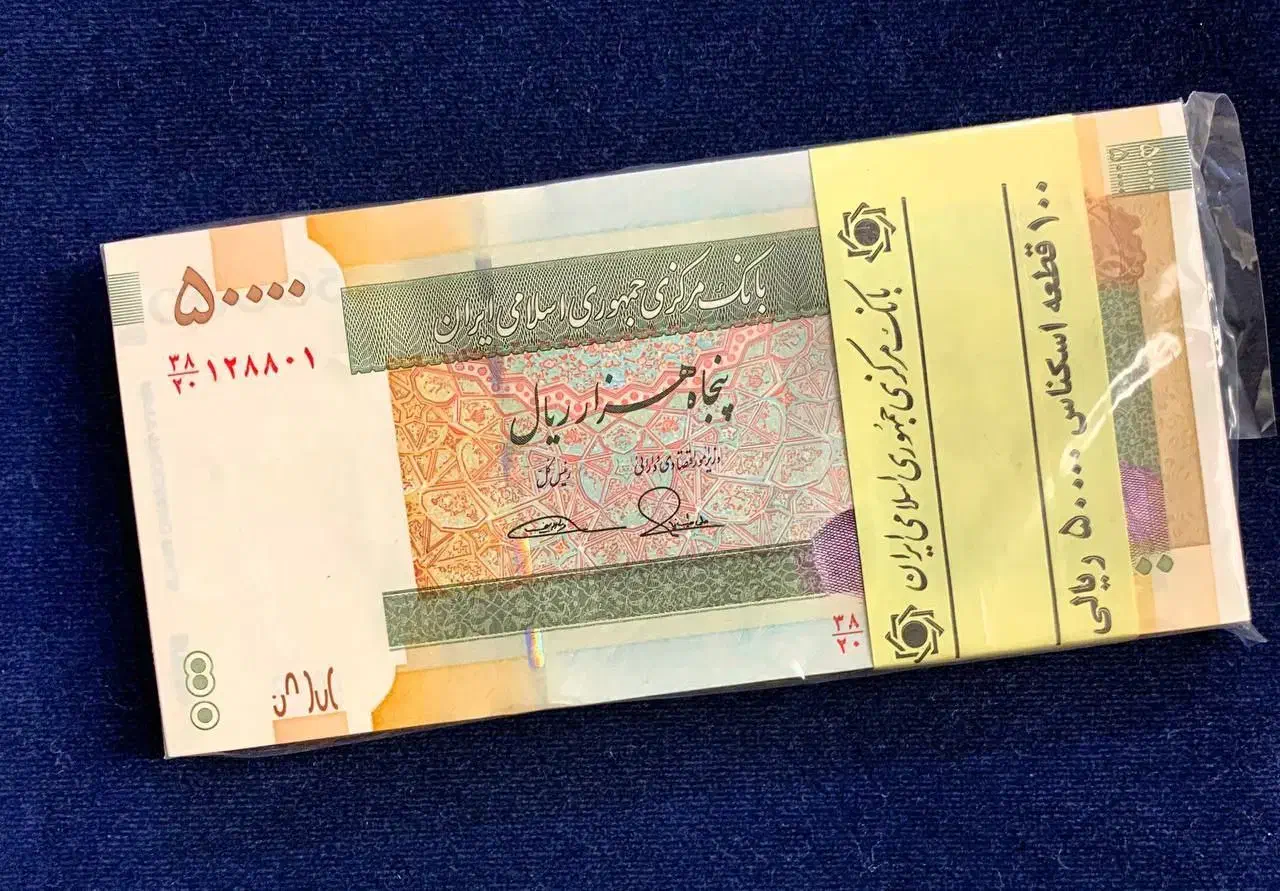 ۵۰۰۰۰
۳۸/۲۰ ۱۲۸۸۰۱
بانک مرکزی جمهوری اسلامی ایران
پنجاه هزار ریال
وزیر امور اقتصادی و دارائی
رئیس کل
۳۸/۲۰
بانک مرکزی جمهوری اسلامی ایران
۱۰۰ قطعه اسکناس ۵۰۰۰۰ ریالی